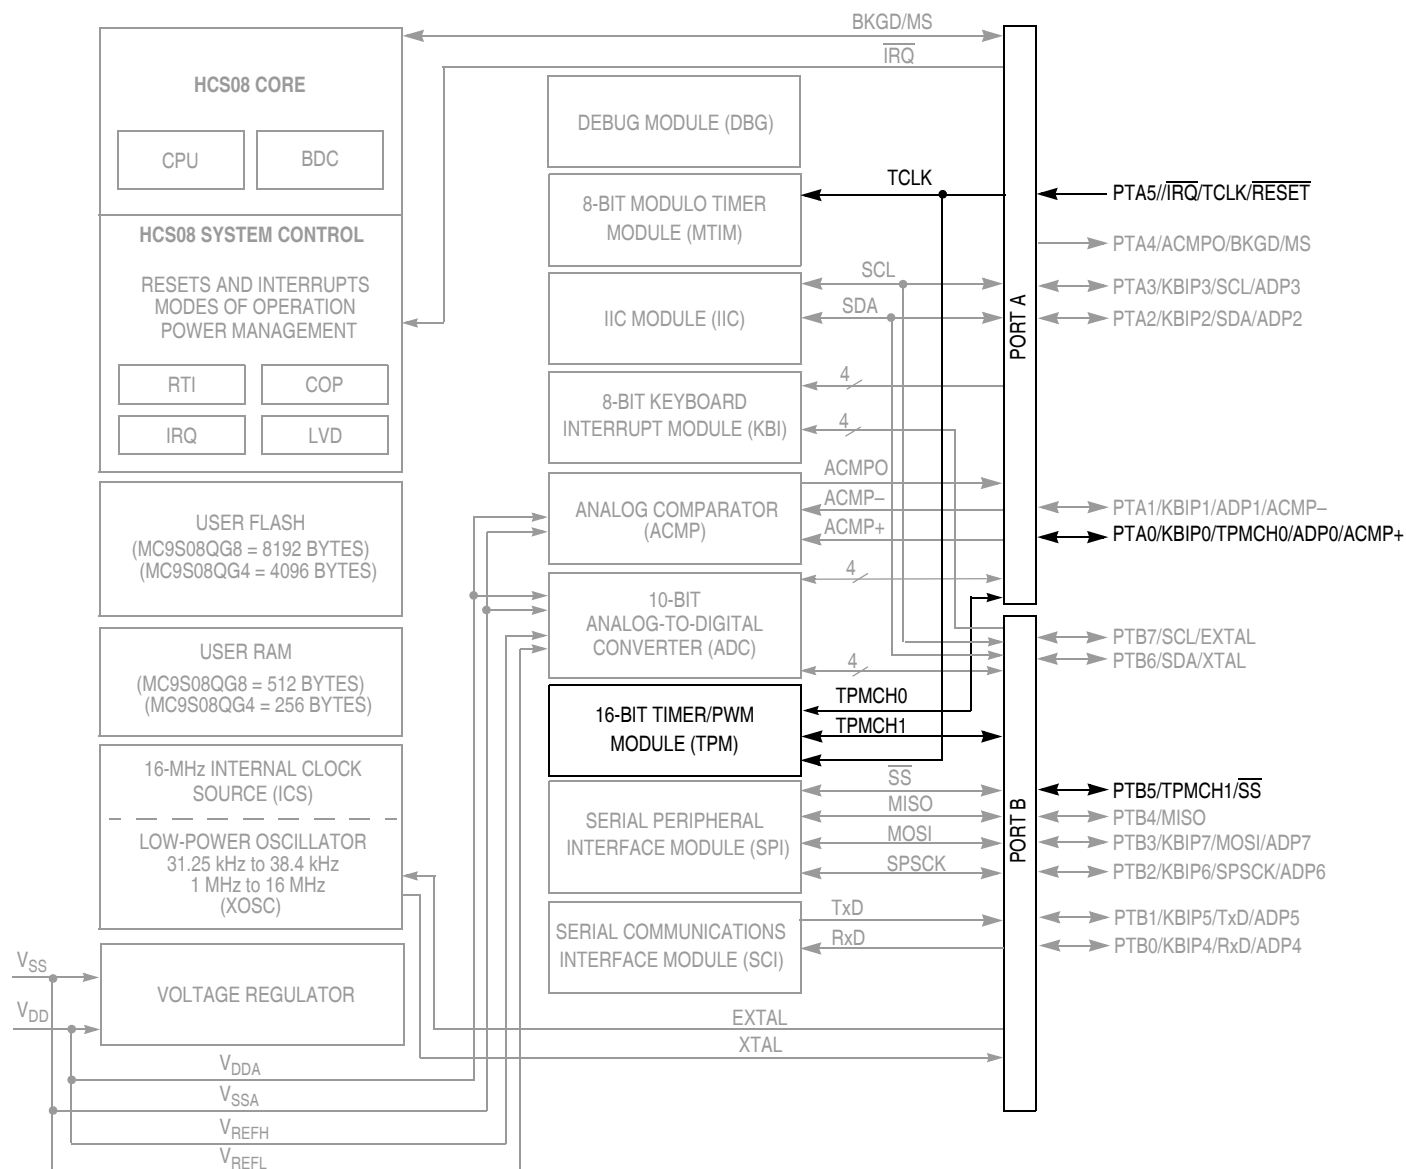 BKGD/MS
IRQ
HCS08 CORE
CPU
BDC
HCS08 SYSTEM CONTROL
RESETS AND INTERRUPTS
MODES OF OPERATION
POWER MANAGEMENT
RTI
COP
IRQ
LVD
USER FLASH
(MC9S08QG8 = 8192 BYTES)
(MC9S08QG4 = 4096 BYTES)
USER RAM
(MC9S08QG8 = 512 BYTES)
(MC9S08QG4 = 256 BYTES)
16-MHz INTERNAL CLOCK
SOURCE (ICS)
LOW-POWER OSCILLATOR
31.25 kHz to 38.4 kHz
1 MHz to 16 MHz
(XOSC)
VSS
VDD
VOLTAGE REGULATOR
VDDA
VSSA
VREFH
VREFL
DEBUG MODULE (DBG)
8-BIT MODULO TIMER
MODULE (MTIM)
TCLK
IIC MODULE (IIC)
SCL
SDA
8-BIT KEYBOARD
INTERRUPT MODULE (KBI)
4
4
ANALOG COMPARATOR
(ACMP)
ACMPO
ACMP–
ACMP+
10-BIT
ANALOG-TO-DIGITAL
CONVERTER (ADC)
4
4
16-BIT TIMER/PWM
MODULE (TPM)
TPMCH0
TPMCH1
SERIAL PERIPHERAL
INTERFACE MODULE (SPI)
SS
MISO
MOSI
SPSCK
SERIAL COMMUNICATIONS
INTERFACE MODULE (SCI)
TxD
RxD
EXTAL
XTAL
PORT A
PORT B
PTA5//IRQ/TCLK/RESET
PTA4/ACMPO/BKGD/MS
PTA3/KBIP3/SCL/ADP3
PTA2/KBIP2/SDA/ADP2
PTA1/KBIP1/ADP1/ACMP–
PTA0/KBIP0/TPMCH0/ADP0/ACMP+
PTB7/SCL/EXTAL
PTB6/SDA/XTAL
PTB5/TPMCH1/SS
PTB4/MISO
PTB3/KBIP7/MOSI/ADP7
PTB2/KBIP6/SPSCK/ADP6
PTB1/KBIP5/TxD/ADP5
PTB0/KBIP4/RxD/ADP4